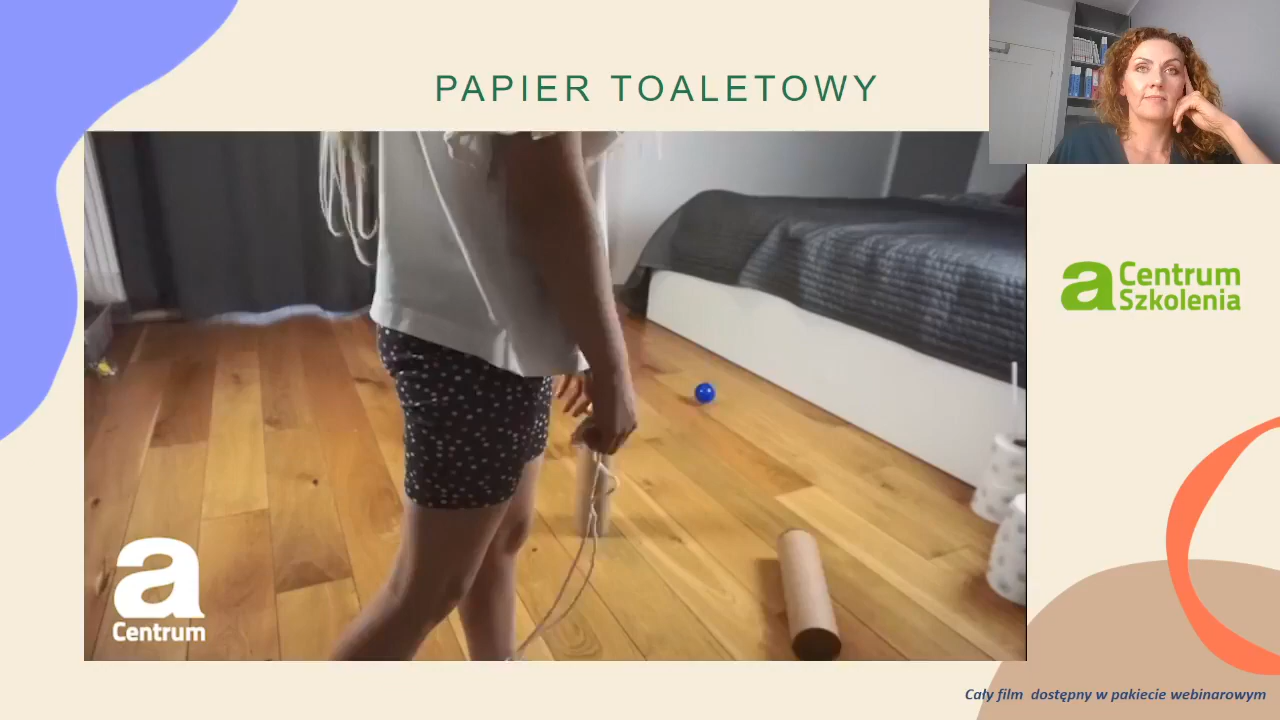 PAPIER TOALETOWY
a Centrum
Szkolenia
a
Centrum
Cały film dostępny w pakiecie webinarowym